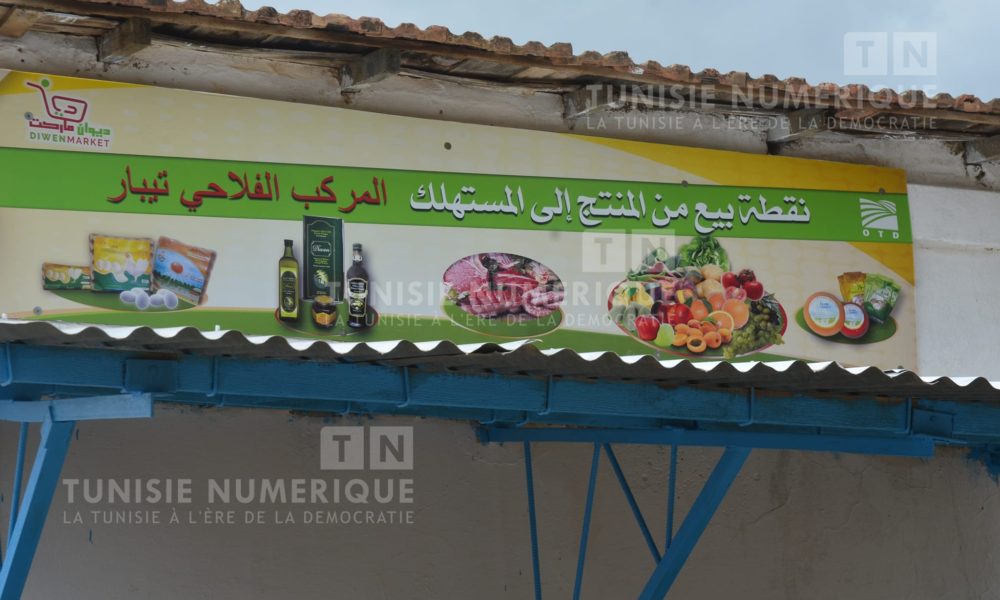 ديوان ماركت
DIWENMARKET
نقطة بيع من المنتج إلى المستهلك المركب الفلاحي تيبار
OTD
TN
TUNISIE NUMERIQUE
LA TUNISIE À L'ÈRE DE LA DEMOCRATIE
TN
TUNISIE NUMERIQUE
LA TUNISIE À L'ÈRE DE LA DEMOCRATIE
TN
TUNISIE NUMERIQUE
LA TUNISIE À L'ÈRE DE LA DEMOCRATIE